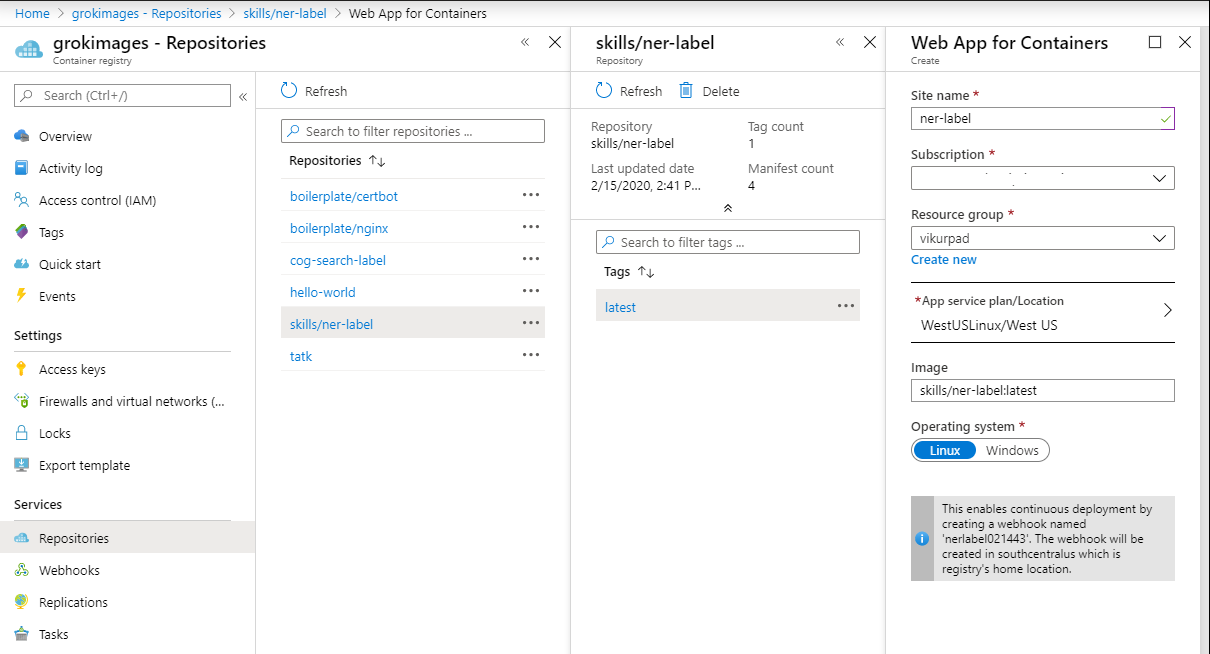 Home > grokimages - Repositories > skills/ner-label > Web App for Containers
grokimages - Repositories
Container registry
Search (Ctrl+/)
Overview
Activity log
Access control (IAM)
Tags
Quick start
Events
Settings
Access keys
Firewalls and virtual networks (...
Locks
Export template
Services
Repositories
Webhooks
Replications
Tasks
Refresh
Search to filter repositories ...
Repositories
boilerplate/certbot
boilerplate/nginx
cog-search-label
hello-world
skills/ner-label
tatk
skills/ner-label
Repository
Refresh Delete
Repository Tag count
skills/ner-label 1
Last updated date Manifest count
2/15/2020, 2:41 P... 4
Search to filter tags ...
Tags
latest
Web App for Containers
Create
Site name *
ner-label
Subscription *
Resource group *
vikurpad
Create new
*App service plan/Location
WestUSLinux/West US
Image
skills/ner-label:latest
Operating system *
Linux Windows
This enables continuous deployment by
creating a webhook named
'nerlabel021443'. The webhook will be
created in southcentralus which is
registry's home location.